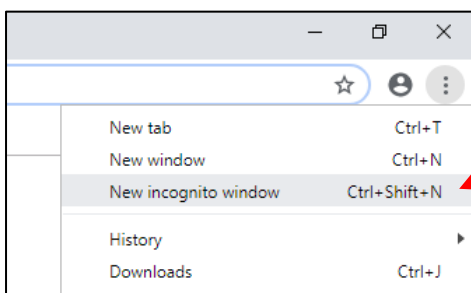 New tab Ctrl+T
New window Ctrl+N
New incognito window Ctrl+Shift+N
History
Downloads Ctrl+J